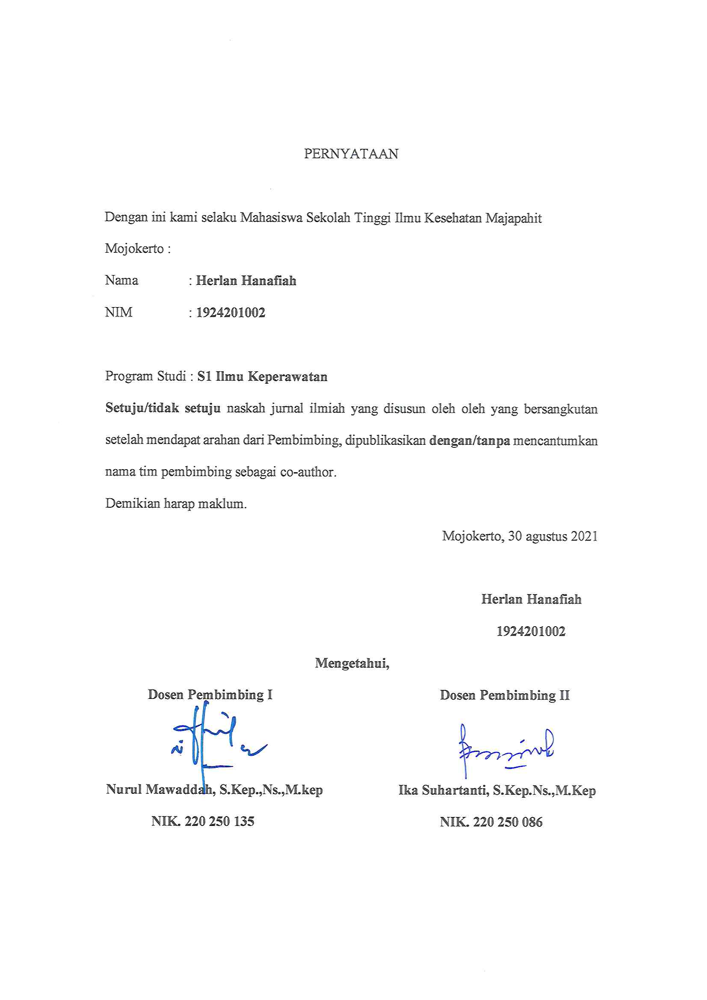 PERNYATAAN
Dengan ini kami selaku Mahasiswa Sekolah Tinggi Ilmu Kesehatan Majapahit
Mojokerto :
Nama : Herlan Hanafiah
NIM : 1924201002
Program Studi : S1 Ilmu Keperawatan
Setuju/tidak setuju naskah jurnal ilmiah yang disusun oleh oleh yang bersangkutan
setelah mendapat arahan dari Pembimbing, dipublikasikan dengan/tanpa mencantumkan
nama tim pembimbing sebagai co-author.
Demikian harap maklum.
Mojokerto, 30 agustus 2021
Herlan Hanafiah
1924201002
Mengetahui,
Dosen Pembimbing I Dosen Pembimbing II
Nurul Mawaddah, S.Kep.,Ns.,M.kep Ika Suhartanti, S.Kep.Ns.,M.Kep
NIK. 220 250 135 NIK. 220 250 086